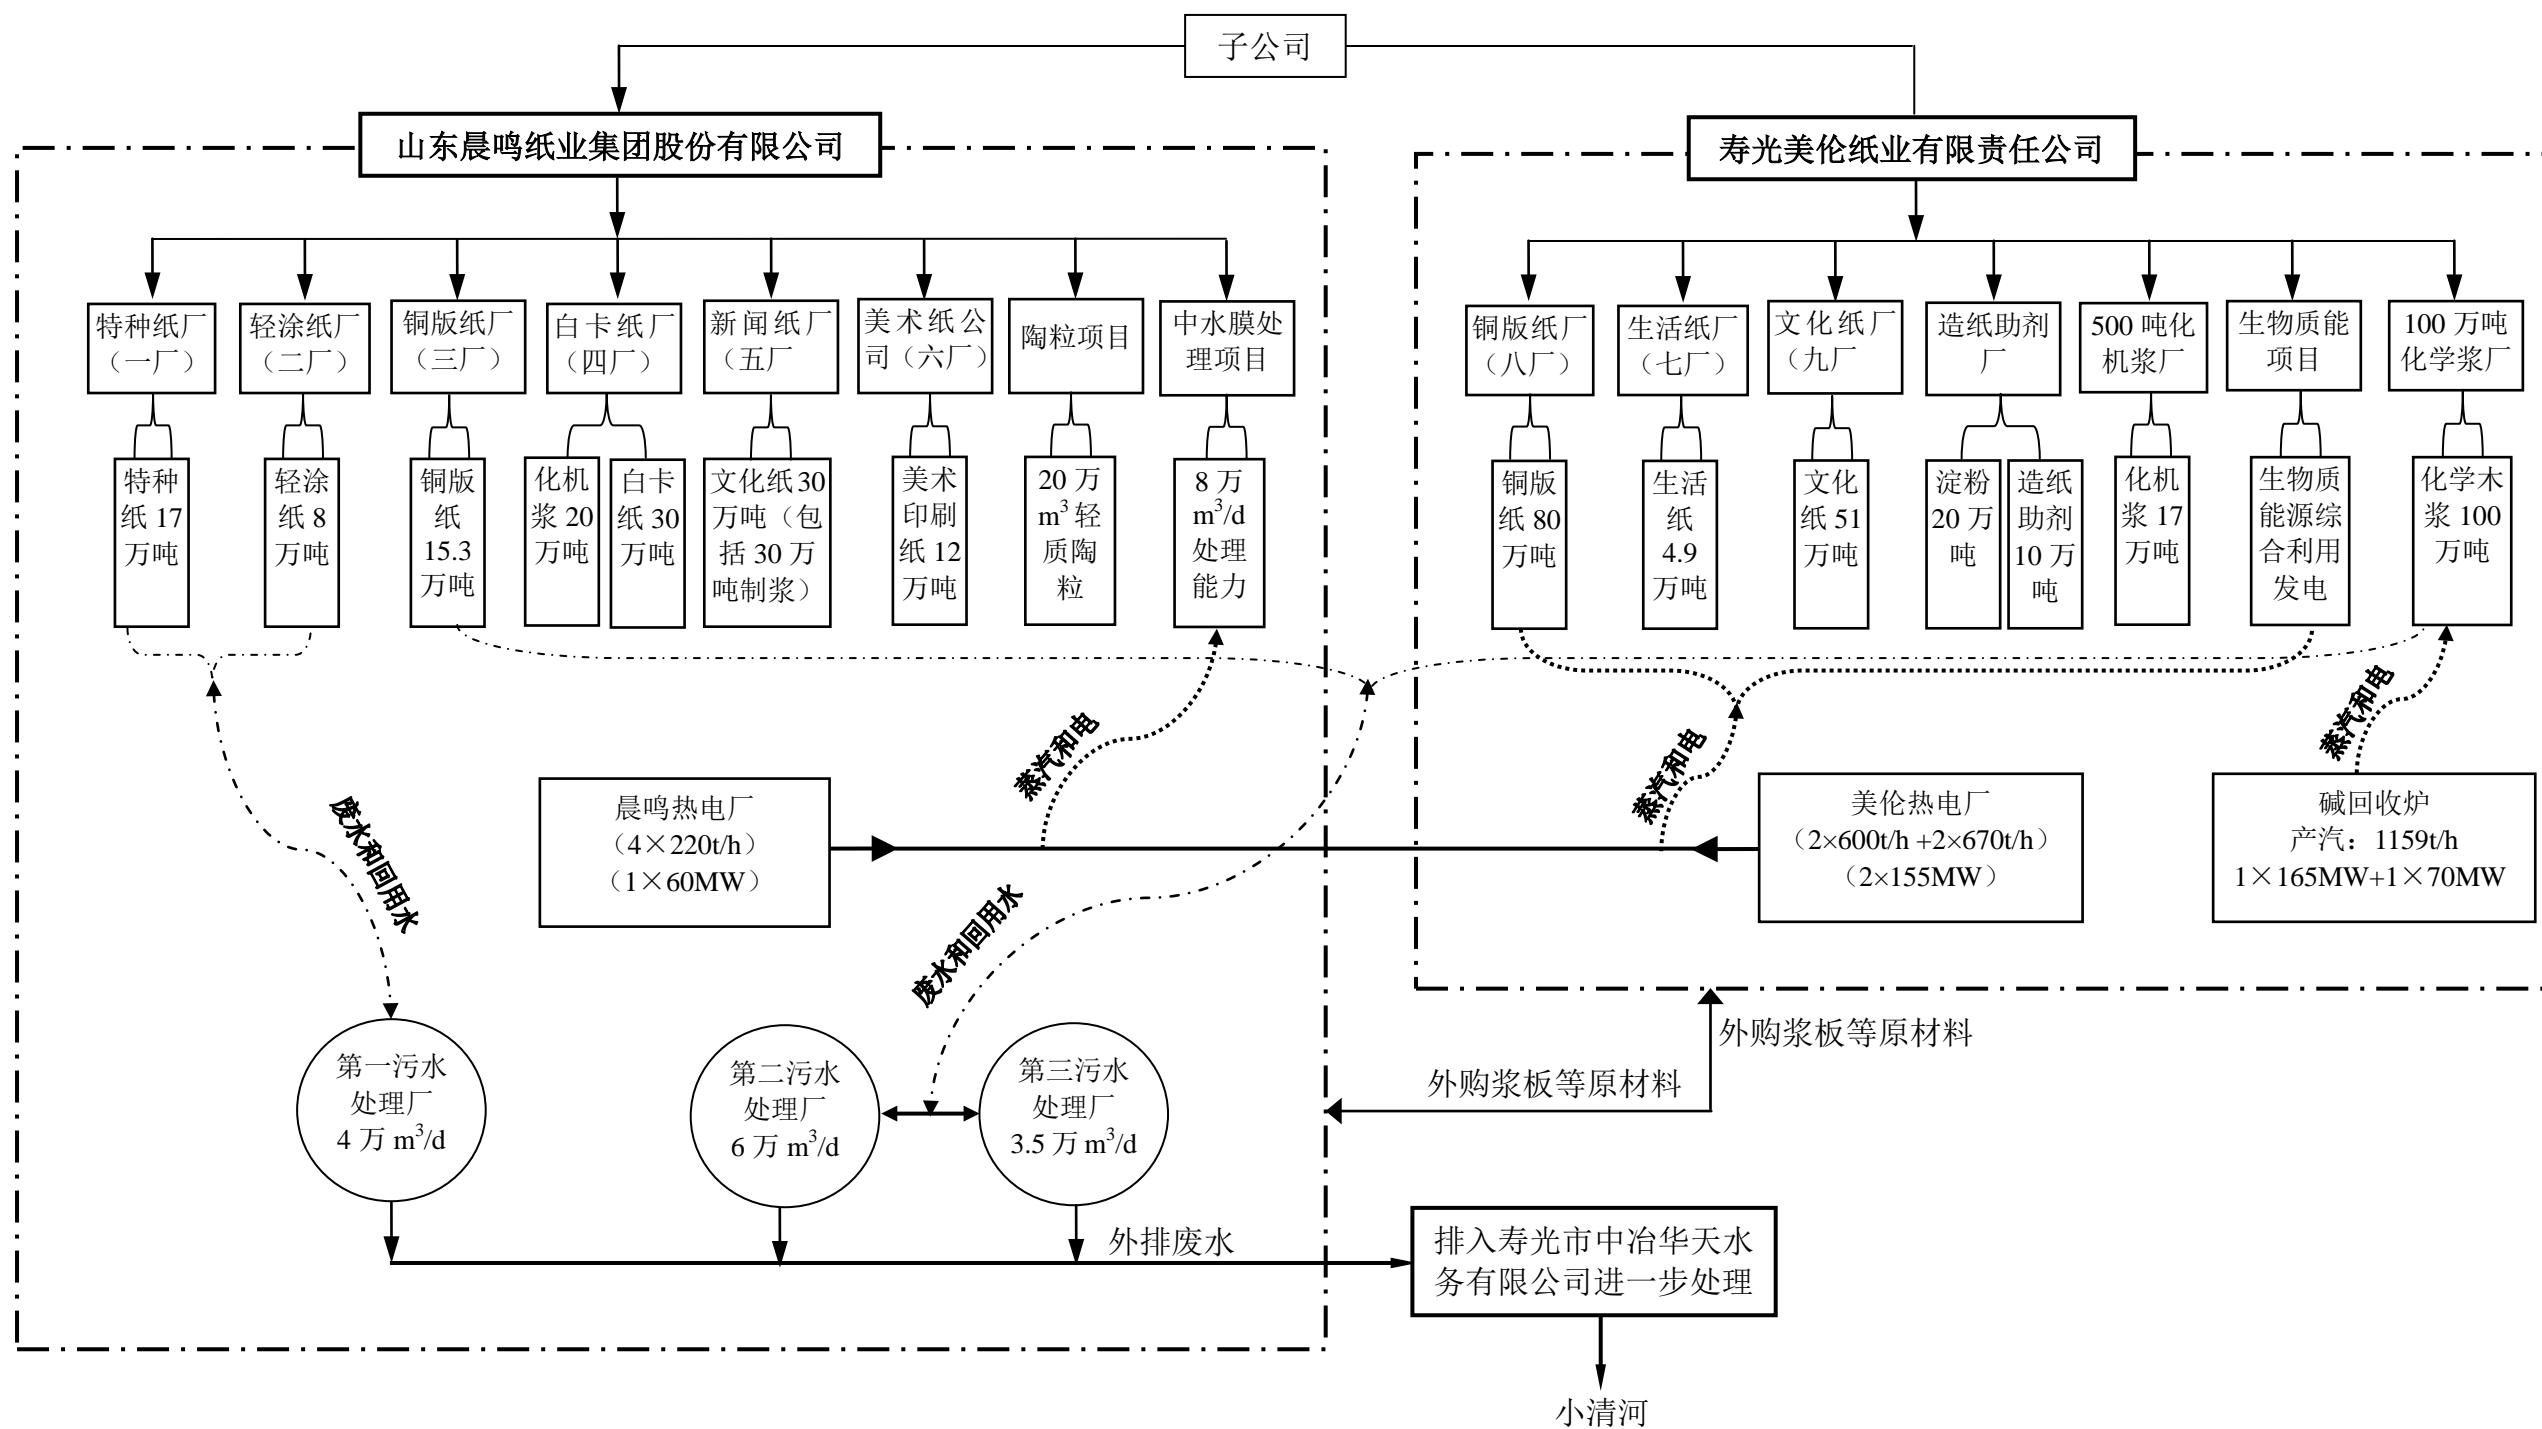 子公司
山东晨鸣纸业集团股份有限公司
寿光美伦纸业有限责任公司
特种纸厂
（一厂）
轻涂纸厂
（二厂）
铜版纸厂
（三厂）
白卡纸厂
（四厂）
新闻纸厂
（五厂
美术纸公
司（六厂）
陶粒项目
中水膜处
理项目
铜版纸厂
（八厂）
生活纸厂
（七厂）
文化纸厂
（九厂
造纸助剂
厂
500 吨化
机浆厂
生物质能
项目
100 万吨
化学浆厂
特种
纸 17
万吨
轻涂
纸 8
万吨
铜版
纸
15.3
万吨
化机
浆 20
万吨
白卡
纸 30
万吨
文化纸 30
万吨（包
括 30 万
吨制浆）
美术
印刷
纸 12
万吨
20 万
m³ 轻
质陶
粒
8 万
m³/d
处理
能力
铜版
纸 80
万吨
生活
纸
4.9
万吨
文化
纸 51
万吨
淀粉
20 万
吨
造纸
助剂
10 万
吨
化机
浆 17
万吨
生物质
能源综
合利用
发电
化学木
浆 100
万吨
废水和回用水
蒸汽和电
蒸汽和电
蒸汽和电
晨鸣热电厂
（4×220t/h）
（1×60MW）
美伦热电厂
（2×600t/h +2×670t/h）
（2×155MW）
碱回收炉
产汽：1159t/h
1×165MW+1×70MW
废水和回用水
外购浆板等原材料
外购浆板等原材料
第一污水
处理厂
4 万 m³/d
第二污水
处理厂
6 万 m³/d
第三污水
处理厂
3.5 万 m³/d
外排废水
排入寿光市中冶华天水
务有限公司进一步处理
小清河